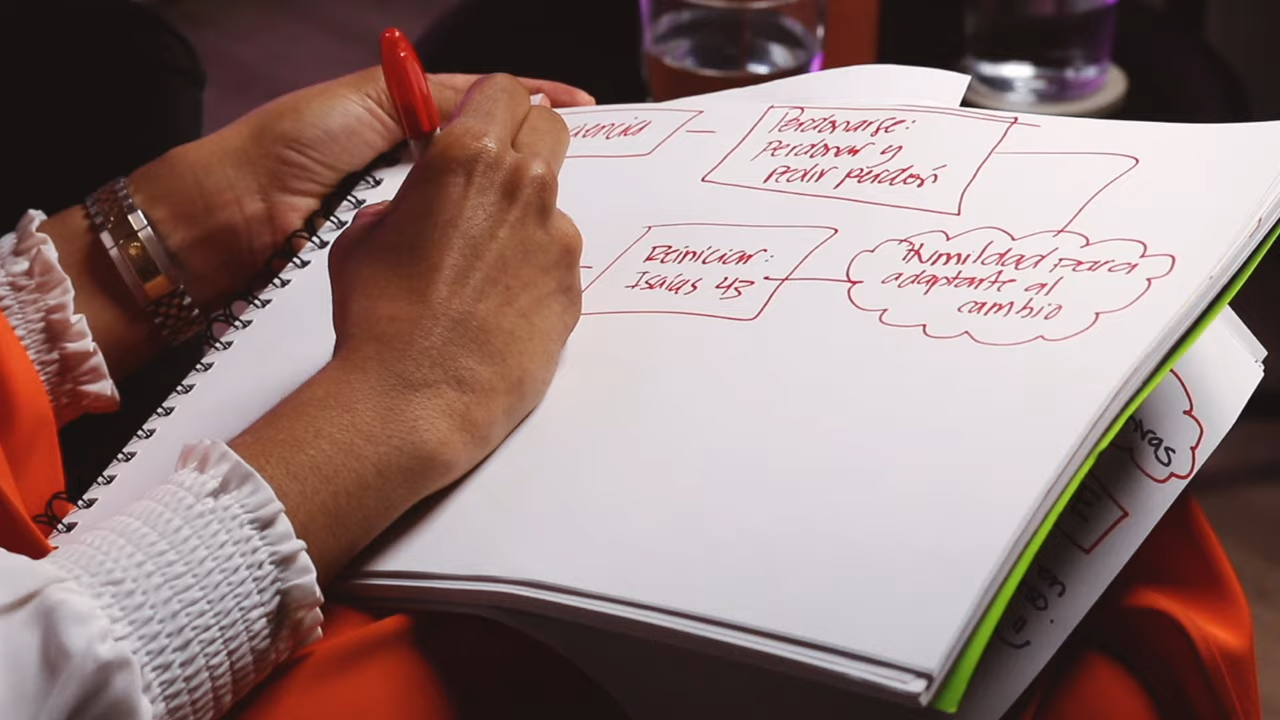 Perdonarse:
Perdonar y
Pedir perdón
Humildad para
adaptarte al
cambio
Reiniciar:
Isaías 43